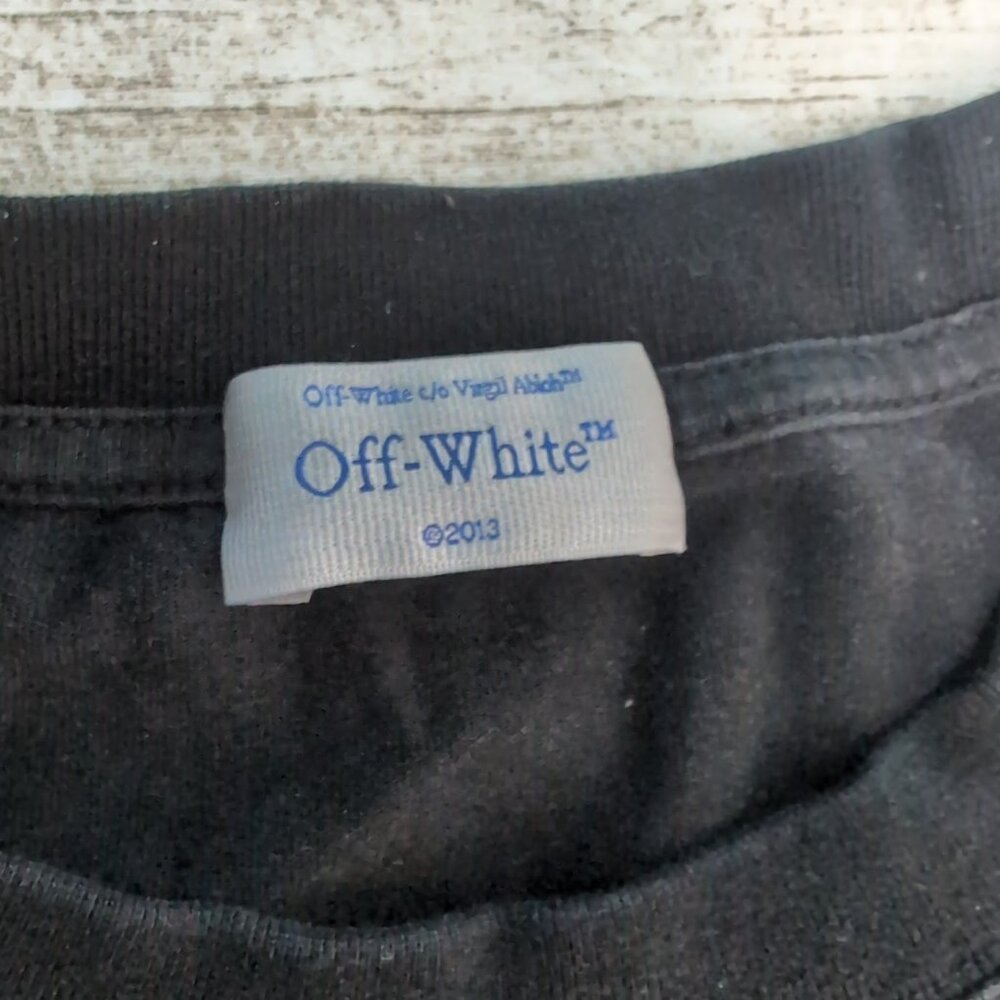 Off-White c/o Virgil Abloh™
Off-White™
©2013